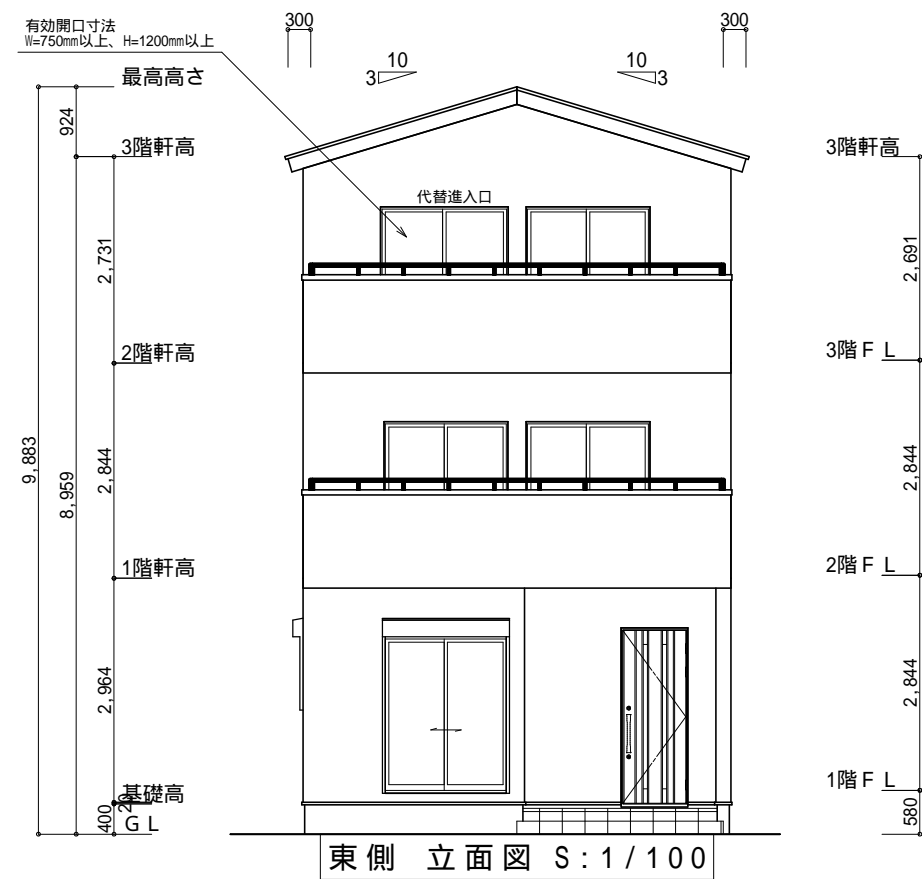 有効開口寸法
W=750mm以上、H=1200mm以上
300
300
10
3
10
3
最高高さ
924
3階軒高
3階軒高
代替進入口
2,731
2,691
2階軒高
3階ＦＬ
9,883
8,959
2,844
2,844
1階軒高
2階ＦＬ
2,964
2,844
基礎高
20
1階ＦＬ
400
ＧＬ
580
東側 立面図 S:1/100